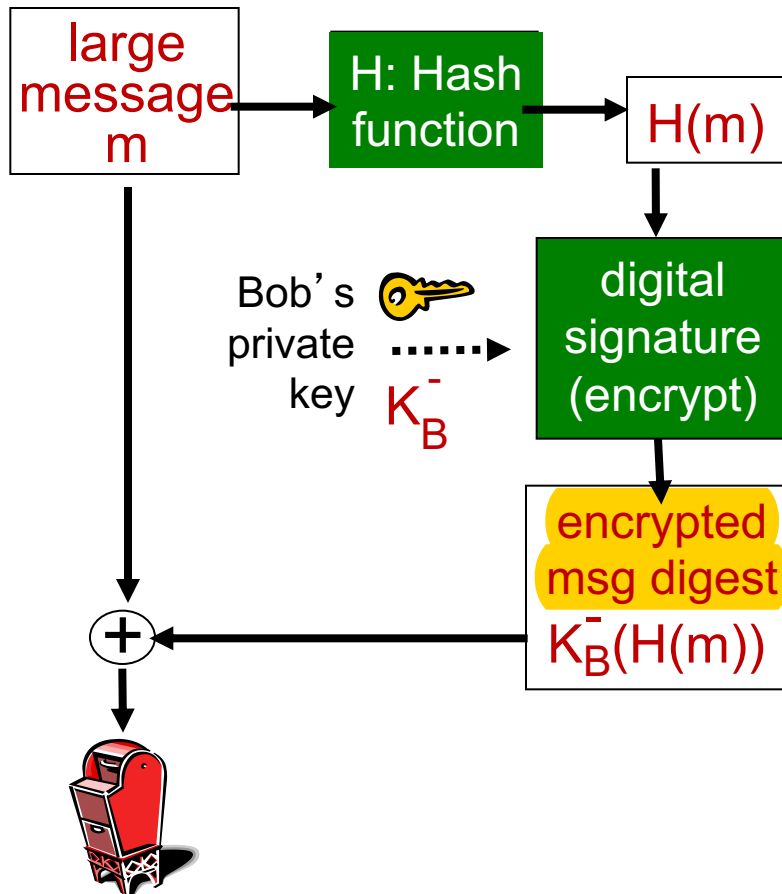 large
message
m
H: Hash
function
H(m)
Bob's
private
key
K_B^-
digital
signature
(encrypt)
encrypted
msg digest
K_B^-(H(m))
+